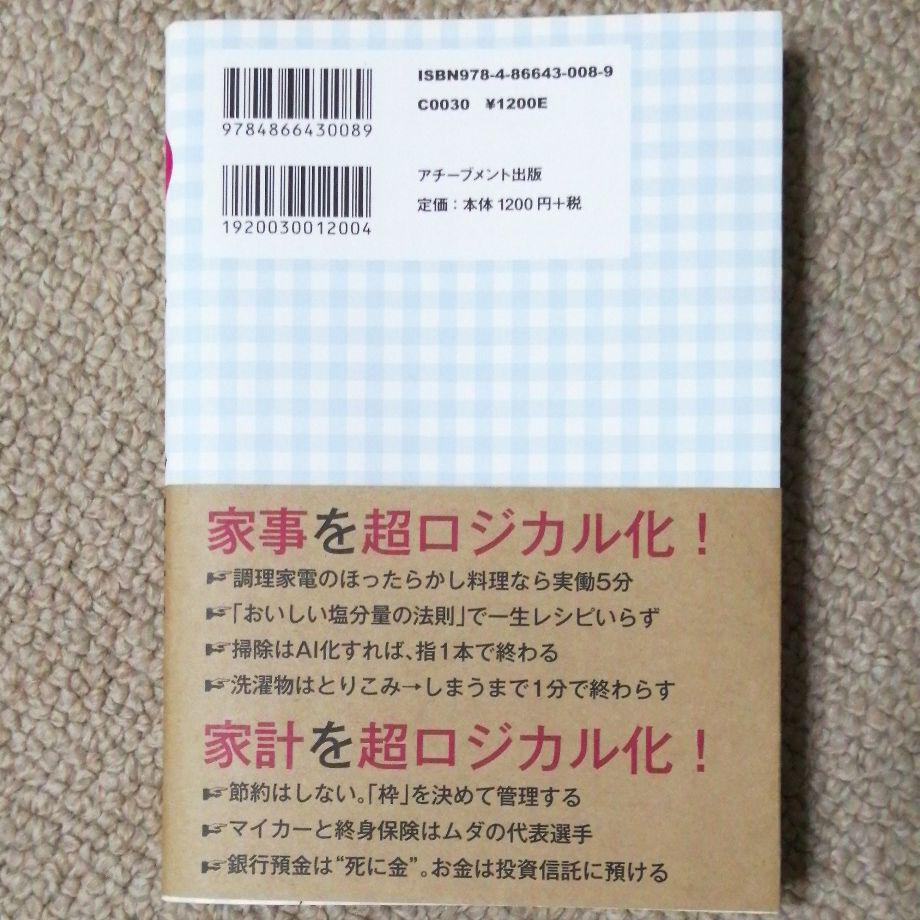 ISBN978-4-86643-008-9
C0030 ¥1200E
9784866430089
アチーブメント出版
定価：本体1200円+税
1920030012004
家事を超ロジカル化！
☛調理家電のほったらかし料理なら実働5分
☛「おいしい塩分量の法則」で一生レシピいらず
☛掃除はAI化すれば、指1本で終わる
☛洗濯物はとりこみ→しまうまで1分で終わらす
家計を超ロジカル化！
☛節約はしない。「枠」を決めて管理する
☛マイカーと終身保険はムダの代表選手
☛銀行預金は“死に金”。お金は投資信託に預ける